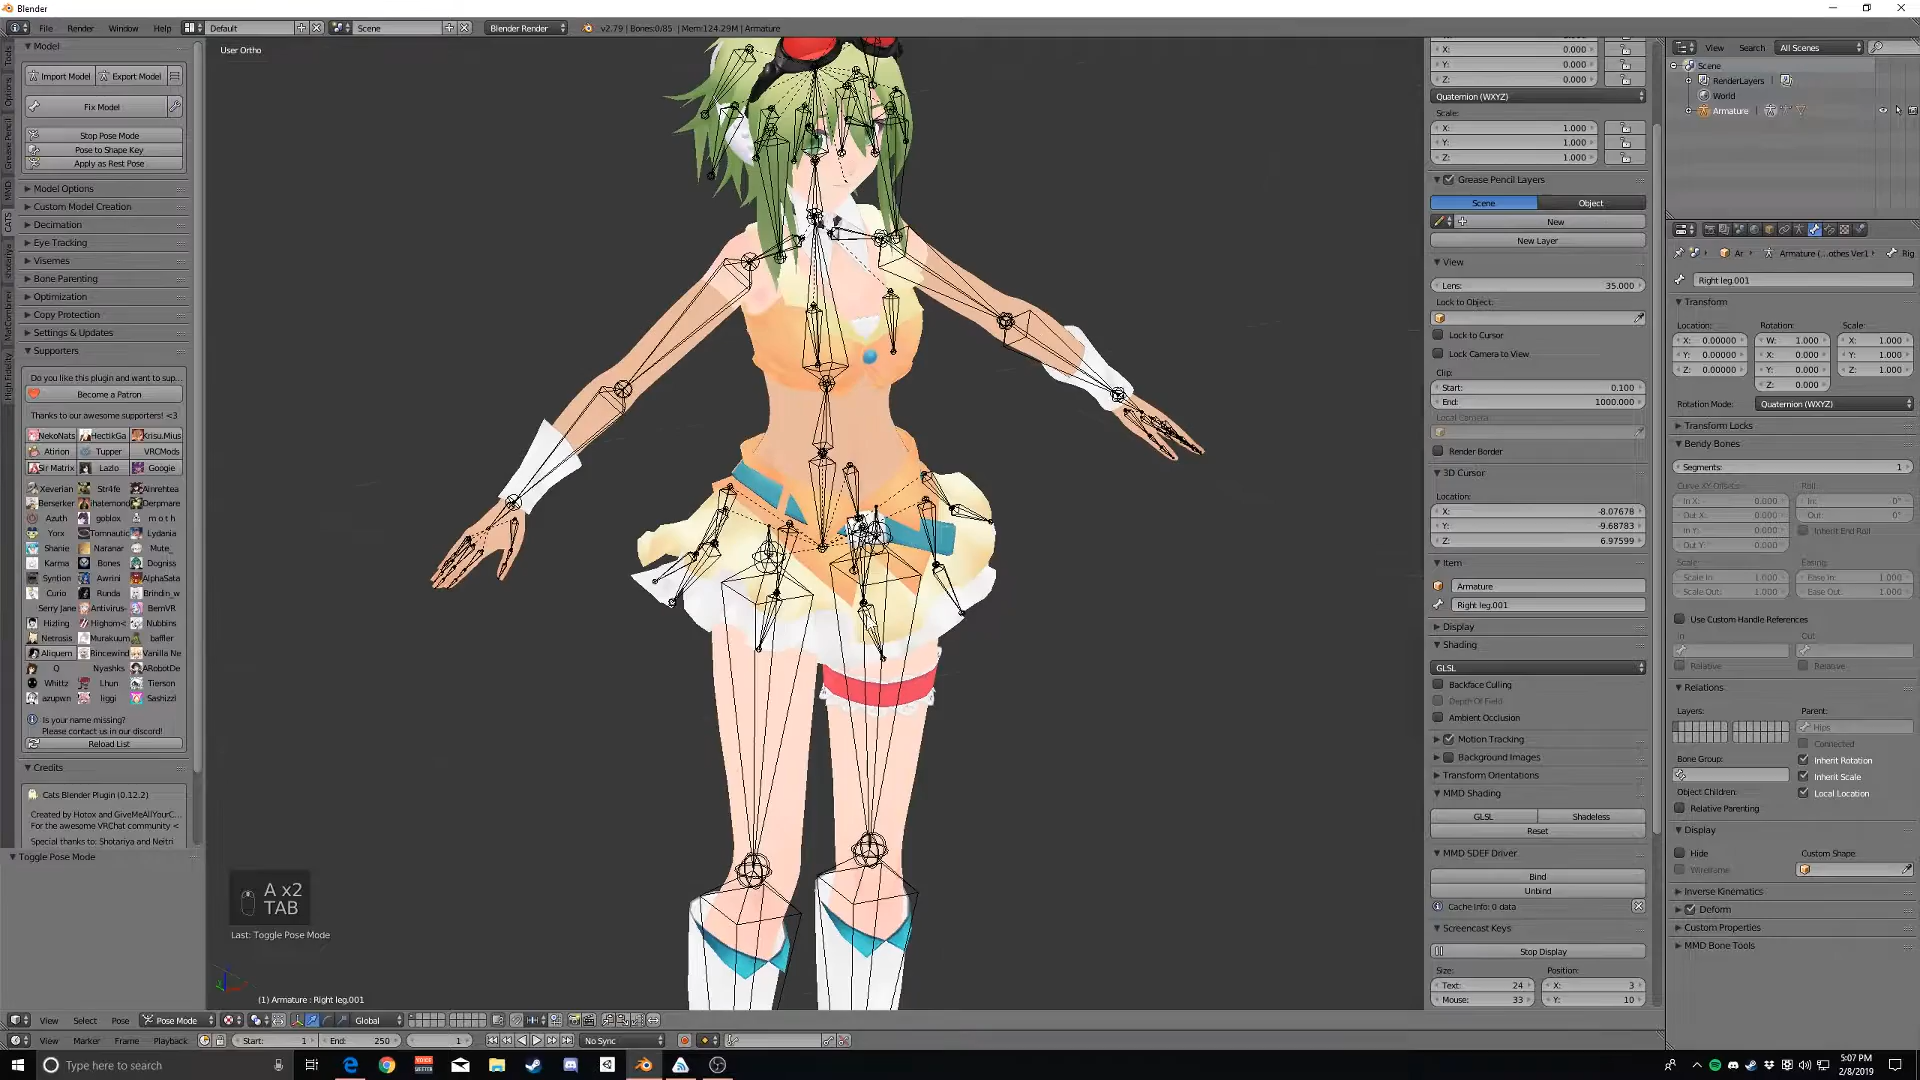 Blender
File Render Window Help Default Scene Blender Render v2.79 | Bones:0/85 | Mem:124.29M | Armature
Model
Import Model Export Model
Fix Model
Stop Pose Mode
Pose to Shape Key
Apply as Rest Pose
Model Options
Custom Model Creation
Decimation
Eye Tracking
Visemes
Bone Parenting
Optimization
Copy Protection
Settings & Updates
Supporters
Do you like this plugin and want to sup...
Become a Patron
Thanks to our awesome supporters! <3
NekoNats HectikGa Krisu.Mius
Atirion Tupper VRCMods
Sir Matrix Lazlo Googie
Xeverian Str4fe Ainrehtea
Berserker ihatemond Derpmare
Azuth goblox m o t h
Yorx Tomnautic Lydania
Shanie Naranar Mute_
Karma Bones Dogniss
Syntion Awrini AlphaSata
Curio Runda Brindin_w
Serry Jane Antivirus- BemVR
Hizling Highom< Nubbins
Netrosis Murakuum baffler
Aliquem Rincewind Vanilla Ne
Q Nyashks ARobotDe
Whittz Lhun Tierson
azupwn jiggi Sashizzl
Is your name missing?
Please contact us in our discord!
Reload List
Credits
Cats Blender Plugin (0.12.2)
Created by Hotox and GiveMeAllYourC...
For the awesome VRChat community <
Special thanks to: Shotariya and Neitri
Toggle Pose Mode
Tools
Options
Grease Pencil
MMD
CATS
shotariya
MatCombiner
High Fidelity
User Ortho
A x2
TAB
Last: Toggle Pose Mode
(1) Armature : Right leg.001
X: 0.000
Y: 0.000
Z: 0.000
Quaternion (WXYZ)
Scale:
X: 1.000
Y: 1.000
Z: 1.000
Grease Pencil Layers
Scene Object
New
New Layer
View
Lens: 35.000
Lock to Object:
Lock to Cursor
Lock Camera to View
Clip:
Start: 0.100
End: 1000.000
Local Camera:
Render Border
3D Cursor
Location:
X: -8.07678
Y: -9.68783
Z: 6.97599
Item
Armature
Right leg.001
Display
Shading
GLSL
Backface Culling
Depth Of Field
Ambient Occlusion
Motion Tracking
Background Images
Transform Orientations
MMD Shading
GLSL Shadeless
Reset
MMD SDEF Driver
Bind
Unbind
Cache Info: 0 data
Screencast Keys
Stop Display
Size: Position:
Text: 24 X: 3
Mouse: 33 Y: 10
View Search All Scenes
Scene
RenderLayers
World
Armature
Ar Armature (...othes Ver1 Rig
Right leg.001
Transform
Location: Rotation: Scale:
X: 0.00000 W: 1.000 X: 1.000
Y: 0.00000 X: 0.000 Y: 1.000
Z: 0.00000 Y: 0.000 Z: 1.000
Z: 0.000
Rotation Mode: Quaternion (WXYZ)
Transform Locks
Bendy Bones
Segments: 1
Curve XY Offsets: Roll:
In X: 0.000 In: 0°
Out X: 0.000 Out: 0°
In Y: 0.000 Inherit End Roll
Out Y: 0.000
Scale: Easing:
Scale In: 1.000 Ease In: 1.000
Scale Out: 1.000 Ease Out: 1.000
Use Custom Handle References
In: Out:
Relative Relative
Relations
Layers: Parent:
Hips
Connected
Bone Group: Inherit Rotation
Inherit Scale
Object Children: Local Location
Relative Parenting
Display
Hide Custom Shape:
Wireframe
Inverse Kinematics
Deform
Custom Properties
MMD Bone Tools
View Select Pose Pose Mode Global
View Marker Frame Playback Start: 1 End: 250 1 No Sync
Type here to search
5:07 PM
2/8/2019